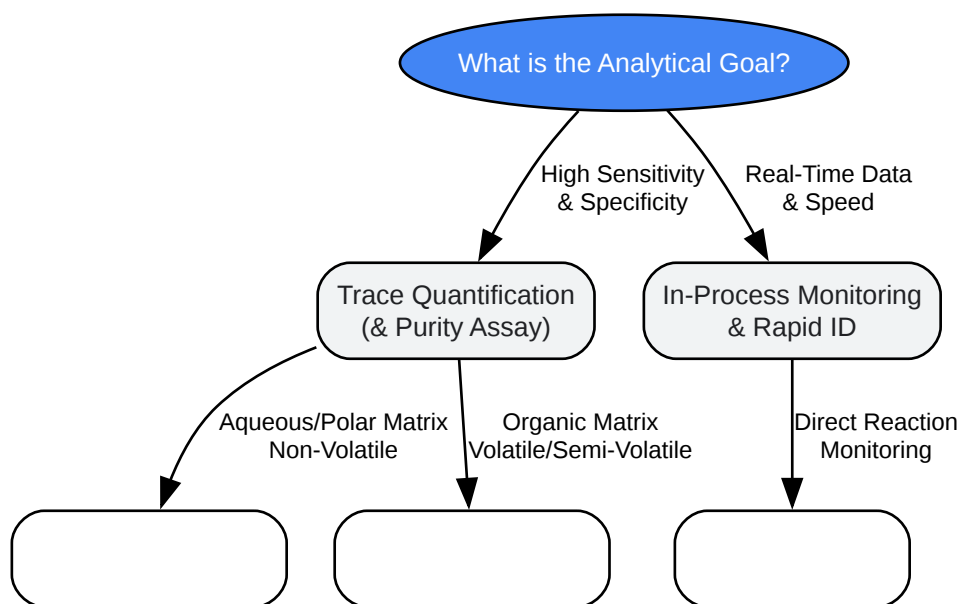 What is the Analytical Goal?
High Sensitivity
& Specificity
Real-Time Data
& Speed
Trace Quantification
(& Purity Assay)
In-Process Monitoring
& Rapid ID
Aqueous/Polar Matrix
Non-Volatile
Organic Matrix
Volatile/Semi-Volatile
Direct Reaction
Monitoring